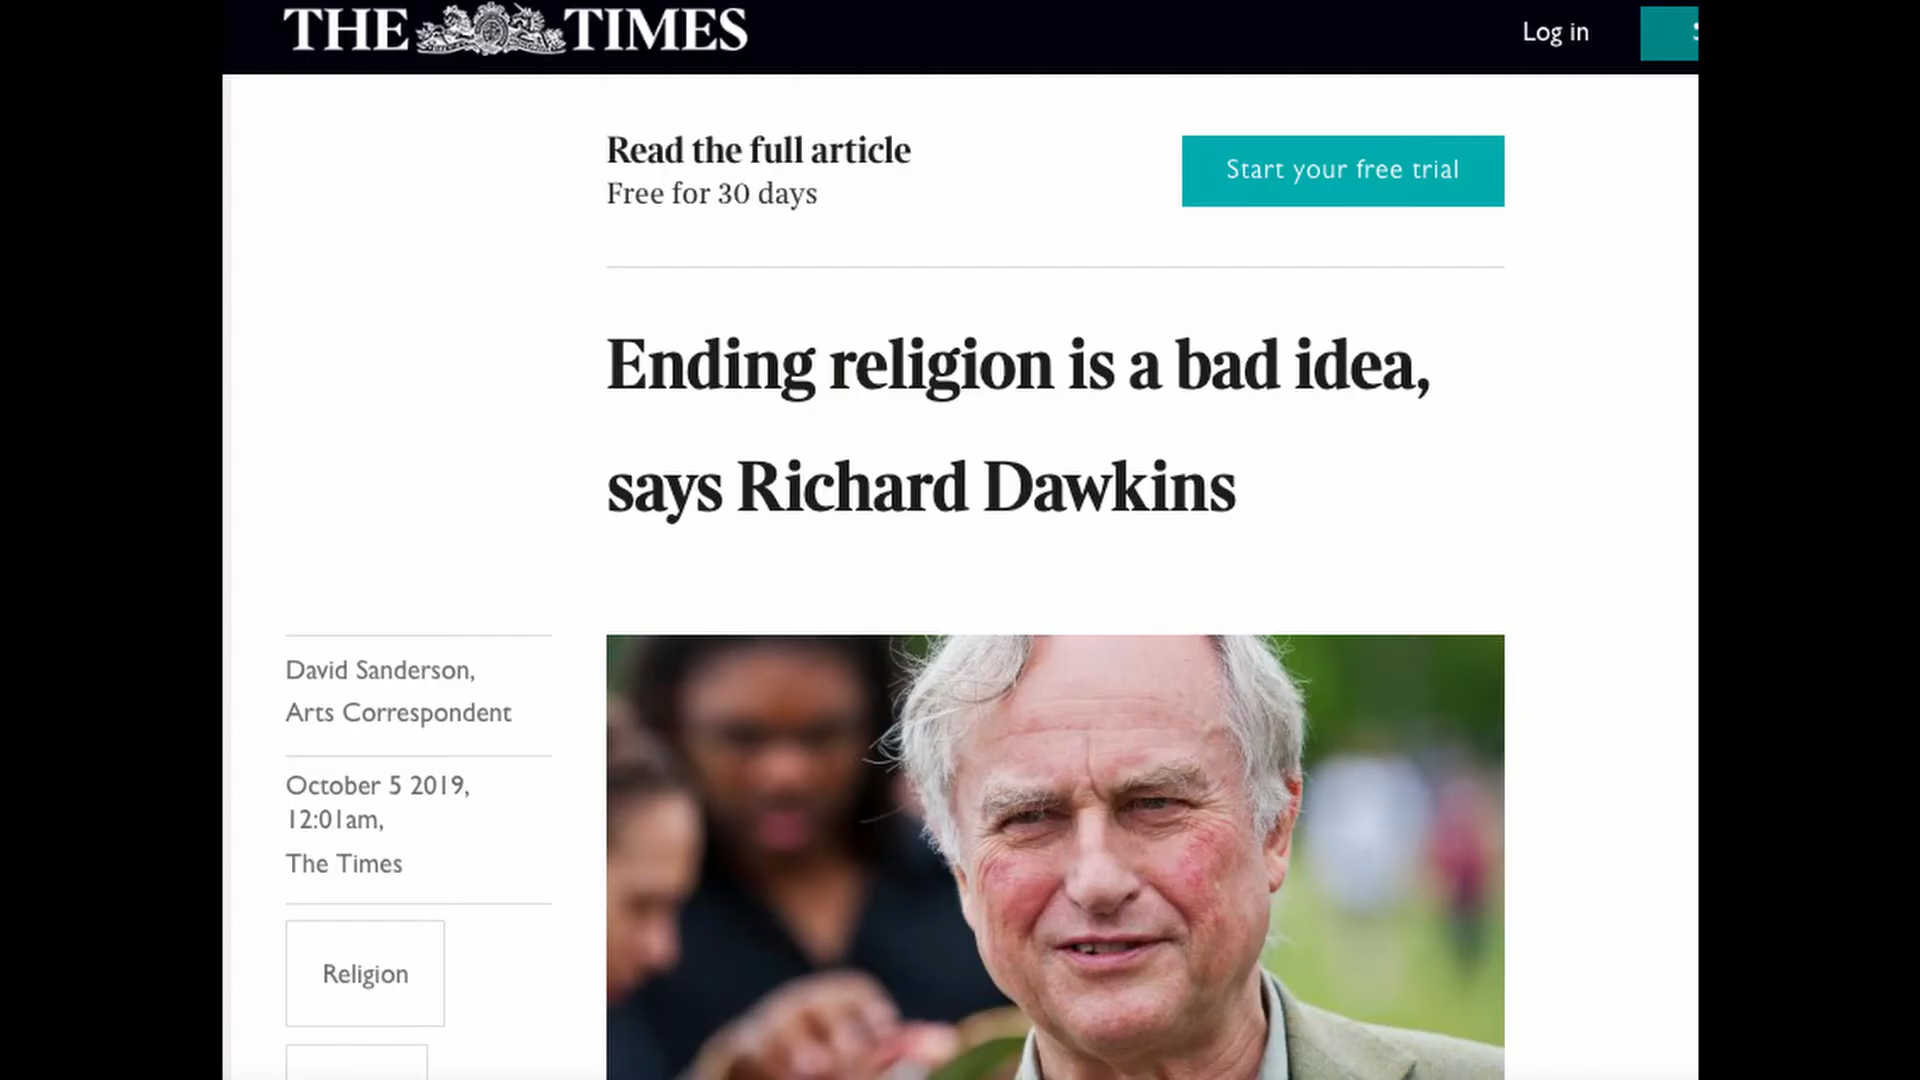 THE TIMES
Log in
Read the full article
Free for 30 days
Start your free trial
Ending religion is a bad idea,
says Richard Dawkins
David Sanderson,
Arts Correspondent
October 5 2019,
12:01am,
The Times
Religion